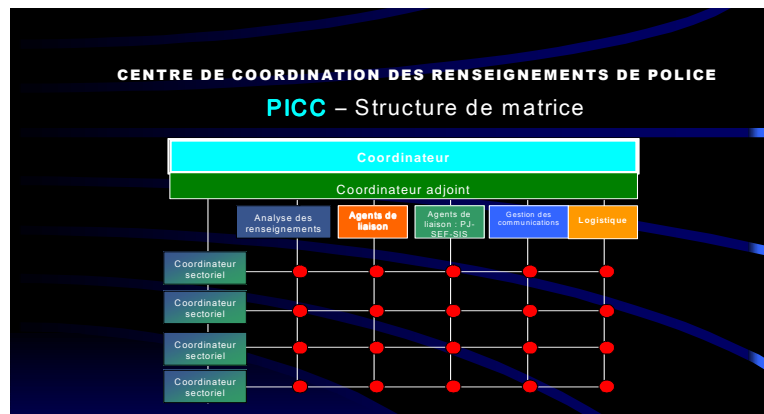 CENTRE DE COORDINATION DES RENSEIGNEMENTS DE POLICE
PICC – Structure de matrice
Coordinateur
Coordinateur adjoint
Analyse des
renseignements
Agents de
liaison
Agents de
liaison : PJ-
SEF-SIS
Gestion des
communications
Logistique
Coordinateur
sectoriel
Coordinateur
sectoriel
Coordinateur
sectoriel
Coordinateur
sectoriel